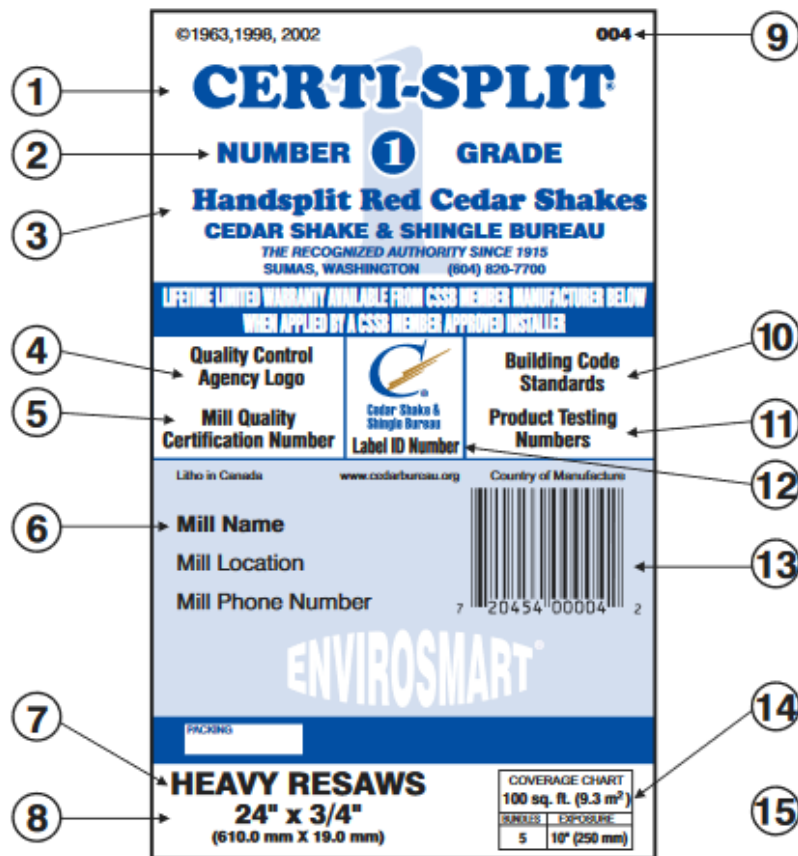 ©1963,1998, 2002
004
9
1
CERTI-SPLIT®
2
NUMBER 1 GRADE
3
Handsplit Red Cedar Shakes
CEDAR SHAKE & SHINGLE BUREAU
THE RECOGNIZED AUTHORITY SINCE 1915
SUMAS, WASHINGTON (604) 820-7700
LIFETIME LIMITED WARRANTY AVAILABLE FROM CSSB MEMBER MANUFACTURER BELOW
WHEN APPLIED BY A CSSB MEMBER APPROVED INSTALLER
4
Quality Control
Agency Logo
5
Mill Quality
Certification Number
C®
Cedar Shake &
Shingle Bureau
Label ID Number
Building Code
Standards
10
Product Testing
Numbers
11
12
Litho in Canada
www.cedarbureau.org
Country of Manufacture
6
Mill Name
Mill Location
Mill Phone Number
7 20454 00004 2
13
ENVIROSMART®
PACKING
7
HEAVY RESAWS
8
24" x 3/4"
(610.0 mm X 19.0 mm)
14
COVERAGE CHART
100 sq. ft. (9.3 m²)
BUNDLES EXPOSURE
5 10" (250 mm)
15